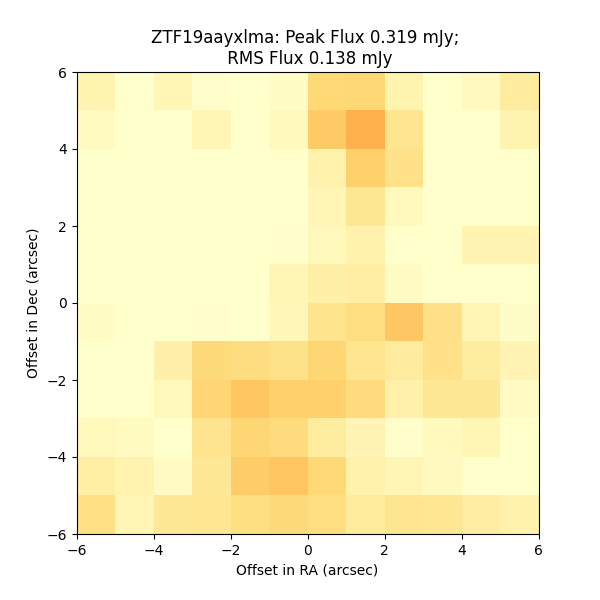 ZTF19aayxlma: Peak Flux 0.319 mJy;
RMS Flux 0.138 mJy
6
4
2
0
−2
−4
−6
Offset in Dec (arcsec)
−6 −4 −2 0 2 4 6
Offset in RA (arcsec)